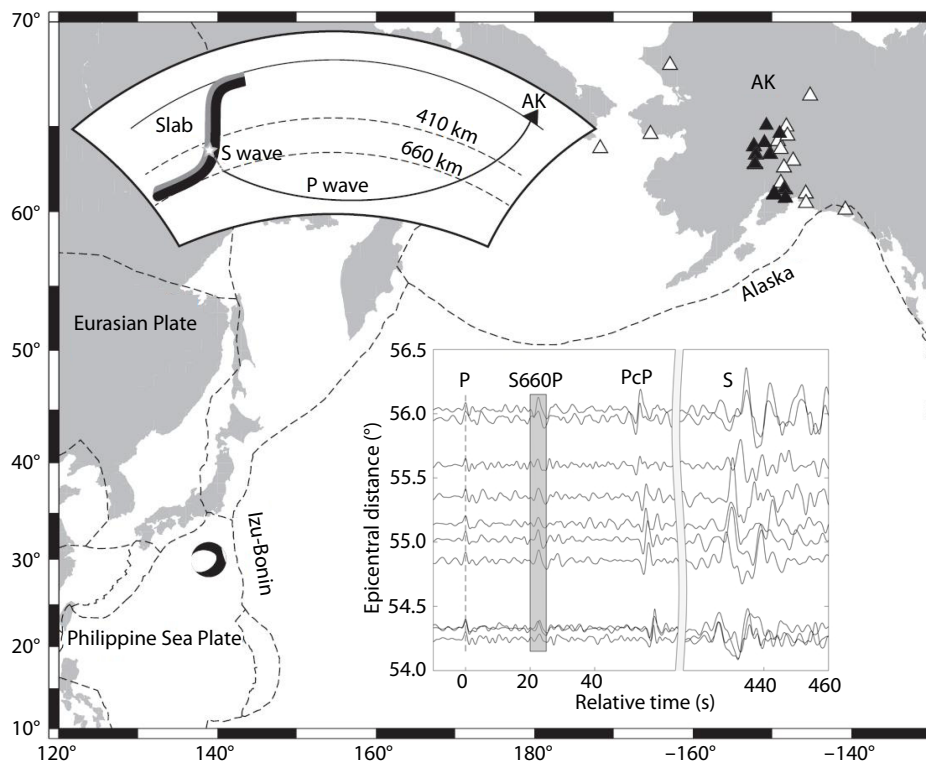 70°
60°
50°
40°
30°
20°
10°
120°
140°
160°
180°
−160°
−140°
AK
Slab
410 km
S wave
660 km
P wave
AK
Alaska
Eurasian Plate
Izu-Bonin
Philippine Sea Plate
56.5
56.0
55.5
55.0
54.5
54.0
Epicentral distance (°)
P
S660P
PcP
S
0
20
40
440
460
Relative time (s)